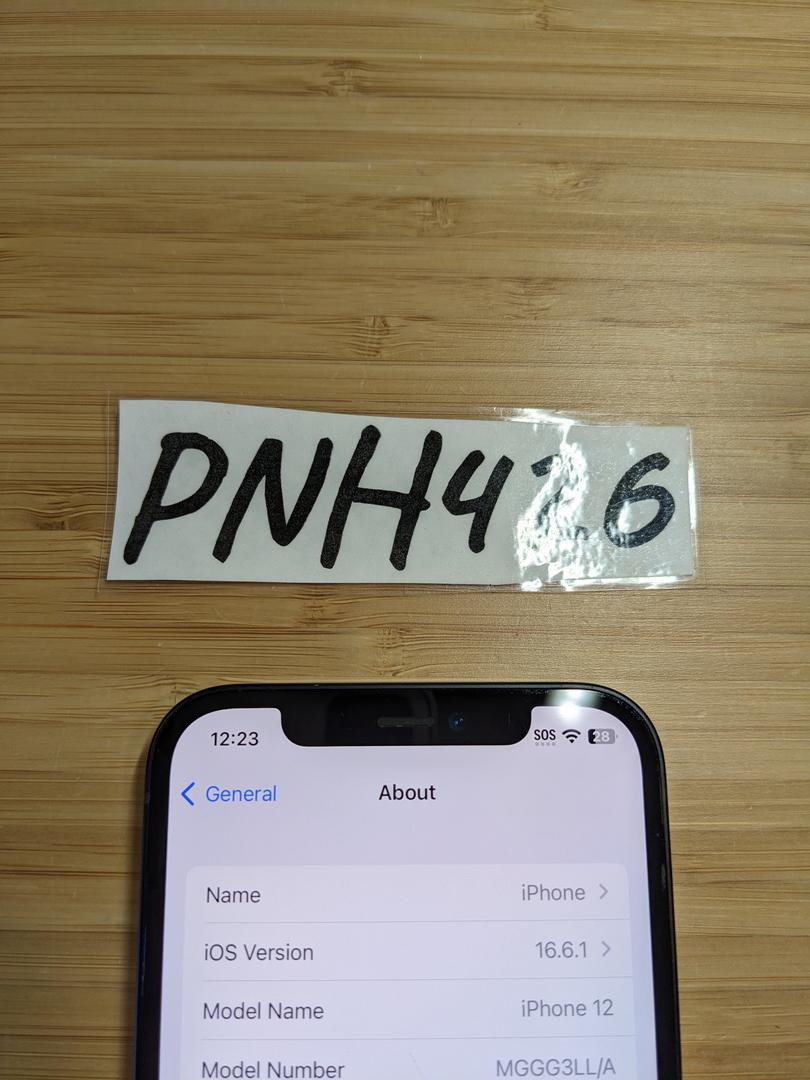 PNH426
12:23 SOS 28
General About
Name iPhone
iOS Version 16.6.1
Model Name iPhone 12
Model Number MGGG3LL/A